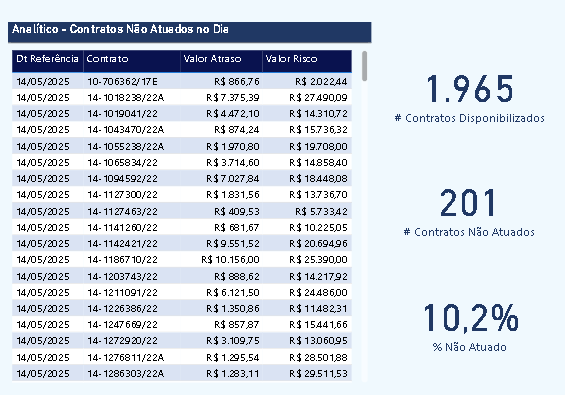 Analítico - Contratos Não Atuados no Dia
Dt Referência Contrato Valor Atraso Valor Risco
14/05/2025 10-706362/17E R$ 866,76 R$ 2.022,44
14/05/2025 14-1018238/22A R$ 7.375,39 R$ 27.490,09
14/05/2025 14-1019041/22 R$ 4.472,10 R$ 14.310,72
14/05/2025 14-1043470/22A R$ 874,24 R$ 15.736,32
14/05/2025 14-1055238/22A R$ 1.970,80 R$ 19.708,00
14/05/2025 14-1065834/22 R$ 3.714,60 R$ 14.858,40
14/05/2025 14-1094592/22 R$ 7.027,84 R$ 18.448,08
14/05/2025 14-1127300/22 R$ 1.831,56 R$ 13.736,70
14/05/2025 14-1127463/22 R$ 409,53 R$ 5.733,42
14/05/2025 14-1141260/22 R$ 681,67 R$ 10.225,05
14/05/2025 14-1142421/22 R$ 9.551,52 R$ 20.694,96
14/05/2025 14-1186710/22 R$ 10.156,00 R$ 25.390,00
14/05/2025 14-1203743/22 R$ 888,62 R$ 14.217,92
14/05/2025 14-1211091/22 R$ 6.121,50 R$ 24.486,00
14/05/2025 14-1226386/22 R$ 1.350,86 R$ 11.482,31
14/05/2025 14-1247669/22 R$ 857,87 R$ 15.441,66
14/05/2025 14-1272920/22 R$ 3.109,75 R$ 13.060,95
14/05/2025 14-1276811/22A R$ 1.295,54 R$ 28.501,88
14/05/2025 14-1286303/22A R$ 1.283,11 R$ 29.511,53
1.965
# Contratos Disponibilizados
201
# Contratos Não Atuados
10,2%
% Não Atuado